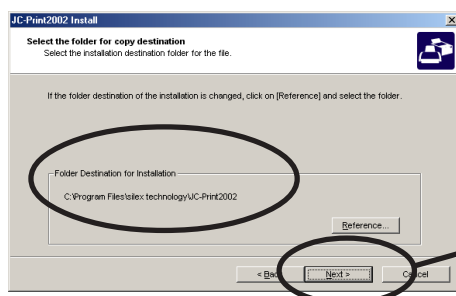 JC-Print2002 Install
Select the folder for copy destination
Select the installation destination folder for the file.
If the folder destination of the installation is changed, click on [Reference] and select the folder.
Folder Destination for Installation
C:\Program Files\silex technology\JC-Print2002
Reference...
< Back
Next >
Cancel